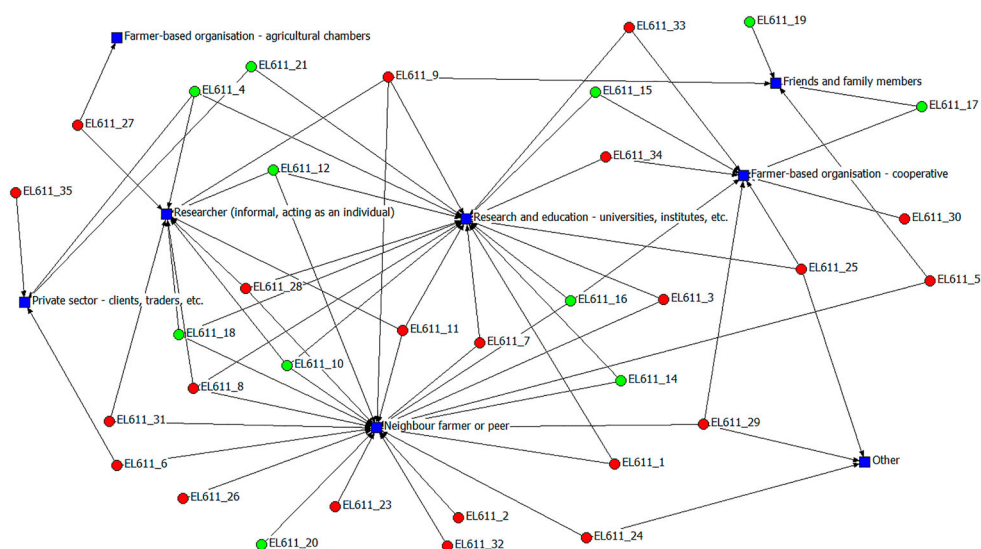 EL611_19
EL611_33
Farmer-based organisation - agricultural chambers
EL611_21
EL611_9
EL611_4
EL611_15
Friends and family members
EL611_17
EL611_27
EL611_34
EL611_12
Farmer-based organisation - cooperative
EL611_35
Researcher (informal, acting as an individual)
Research and education - universities, institutes, etc.
EL611_30
EL611_25
EL611_5
EL611_28
Private sector - clients, traders, etc.
EL611_16
EL611_3
EL611_18
EL611_11
EL611_7
EL611_10
EL611_14
EL611_8
EL611_31
Neighbour farmer or peer
EL611_29
EL611_6
EL611_1
Other
EL611_26
EL611_23
EL611_2
EL611_24
EL611_20
EL611_32